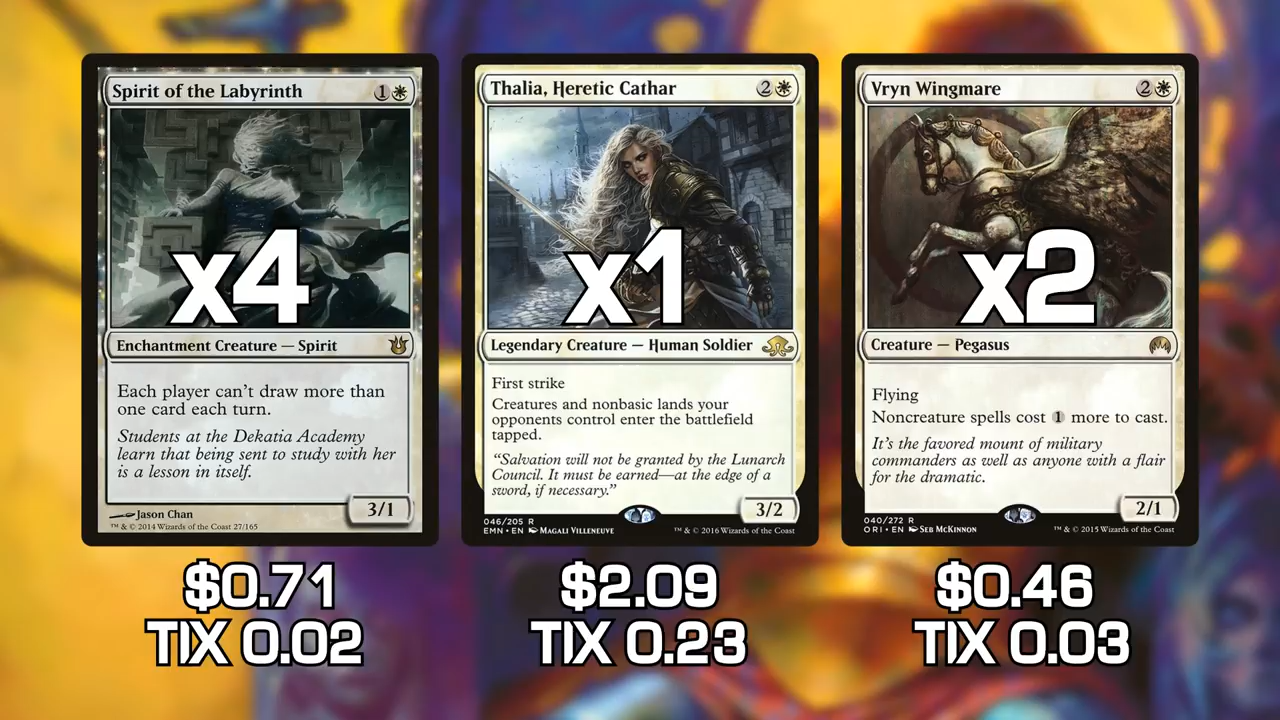 Spirit of the Labyrinth 1
x4
Enchantment Creature — Spirit
Each player can't draw more than
one card each turn.
Students at the Dekatia Academy
learn that being sent to study with her
is a lesson in itself.
3/1
Jason Chan
™ & © 2014 Wizards of the Coast 27/165
$0.71
TIX 0.02
Thalia, Heretic Cathar 2
x1
Legendary Creature — Human Soldier
First strike
Creatures and nonbasic lands your
opponents control enter the battlefield
tapped.
"Salvation will not be granted by the Lunarch
Council. It must be earned—at the edge of a
sword, if necessary."
3/2
046/205 R
EMN • EN Magali Villeneuve
™ & © 2016 Wizards of the Coast
$2.09
TIX 0.23
Vryn Wingmare 2
x2
Creature — Pegasus
Flying
Noncreature spells cost 1 more to cast.
It's the favored mount of military
commanders as well as anyone with a flair
for the dramatic.
2/1
040/272 R
ORI • EN Seb McKinnon
™ & © 2015 Wizards of the Coast
$0.46
TIX 0.03